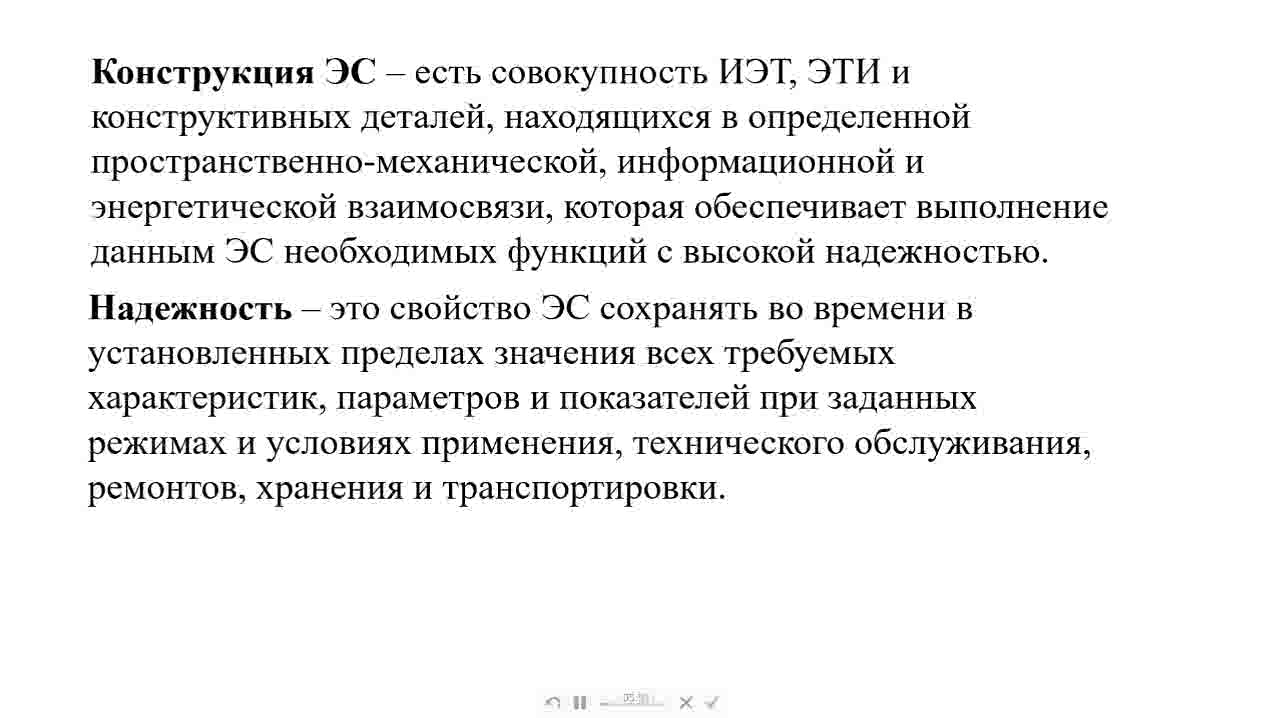 Конструкция ЭС – есть совокупность ИЭТ, ЭТИ и
конструктивных деталей, находящихся в определенной
пространственно-механической, информационной и
энергетической взаимосвязи, которая обеспечивает выполнение
данным ЭС необходимых функций с высокой надежностью.
Надежность – это свойство ЭС сохранять во времени в
установленных пределах значения всех требуемых
характеристик, параметров и показателей при заданных
режимах и условиях применения, технического обслуживания,
ремонтов, хранения и транспортировки.